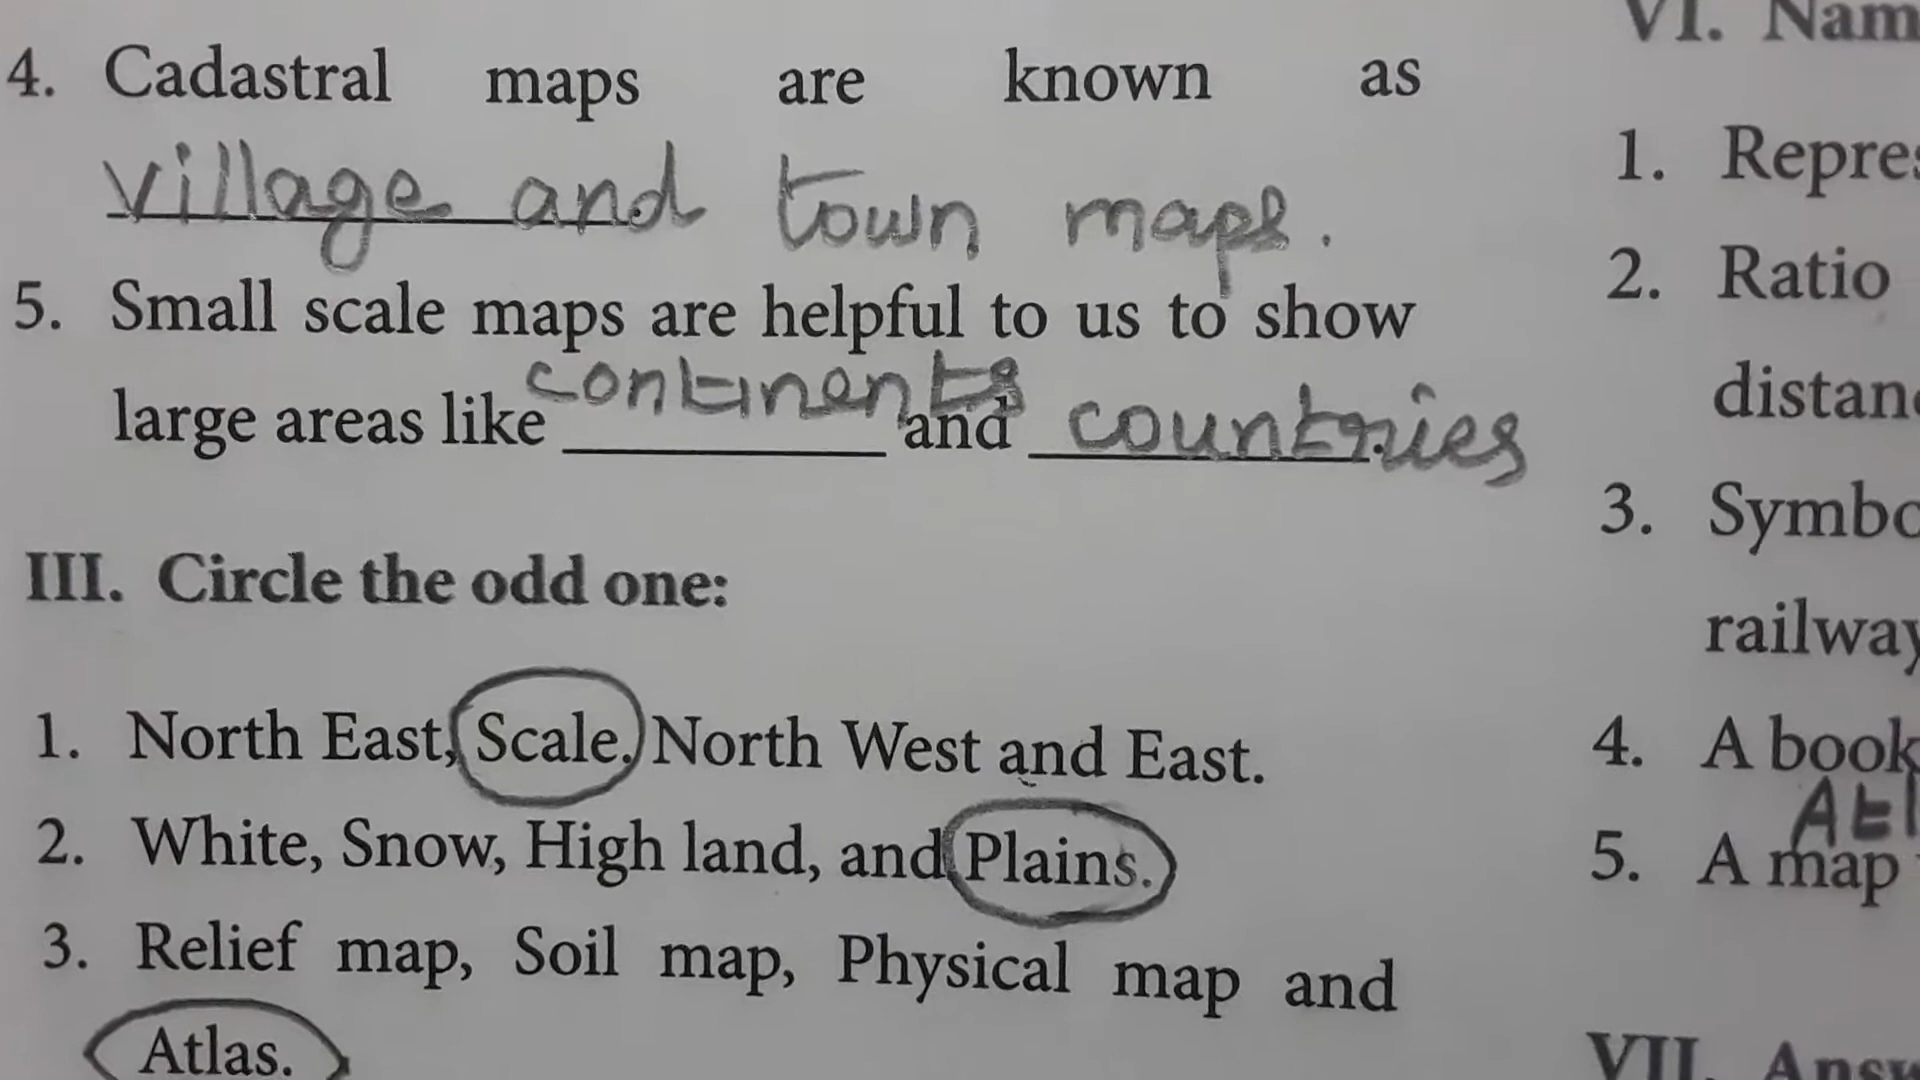 4. Cadastral maps are known as
village and town maps.
5. Small scale maps are helpful to us to show
large areas like continents and countries.
III. Circle the odd one:
1. North East, Scale. North West and East.
2. White, Snow, High land, and Plains.
3. Relief map, Soil map, Physical map and
Atlas.
VI. Nam
1. Repres
2. Ratio
distanc
3. Symbo
railway
4. A book
Atl
5. A map
VII. Answ